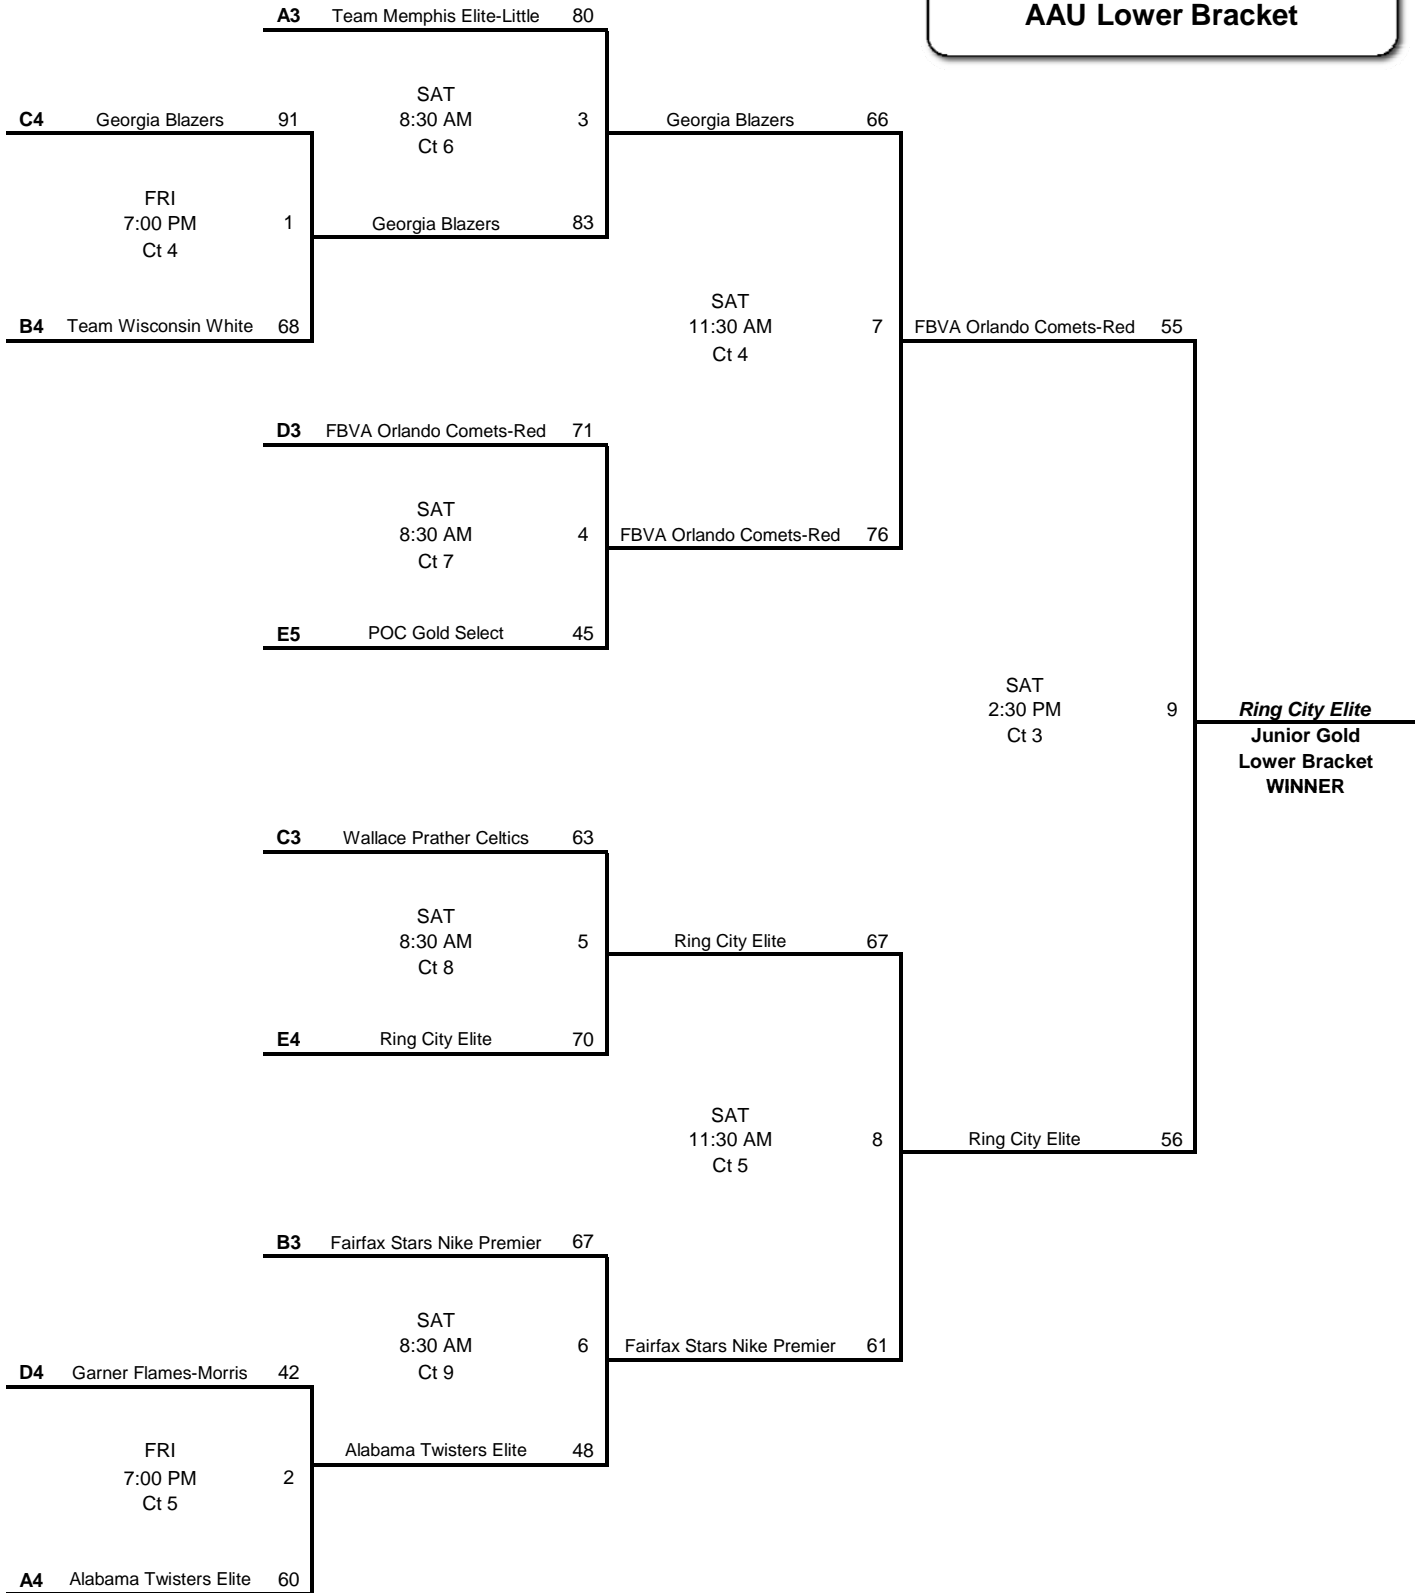 AAU Lower Bracket
A3 Team Memphis Elite-Little 80
SAT
8:30 AM 3
Ct 6
C4 Georgia Blazers 91
Georgia Blazers 66
FRI
7:00 PM 1
Ct 4
Georgia Blazers 83
B4 Team Wisconsin White 68
SAT
11:30 AM 7
Ct 4
FBVA Orlando Comets-Red 55
D3 FBVA Orlando Comets-Red 71
SAT
8:30 AM 4
Ct 7
FBVA Orlando Comets-Red 76
E5 POC Gold Select 45
SAT
2:30 PM 9
Ct 3
Ring City Elite
Junior Gold
Lower Bracket
WINNER
C3 Wallace Prather Celtics 63
SAT
8:30 AM 5
Ct 8
Ring City Elite 67
E4 Ring City Elite 70
SAT
11:30 AM 8
Ct 5
Ring City Elite 56
B3 Fairfax Stars Nike Premier 67
SAT
8:30 AM 6
Ct 9
Fairfax Stars Nike Premier 61
D4 Garner Flames-Morris 42
FRI
7:00 PM 2
Ct 5
Alabama Twisters Elite 48
A4 Alabama Twisters Elite 60